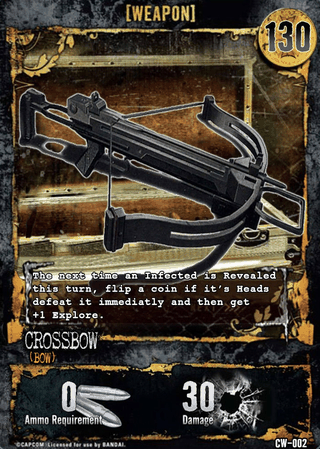 [WEAPON]
130
The next time an Infected is Revealed
this turn, flip a coin if it's Heads
defeat it immediatly and then get
+1 Explore.
CROSSBOW
(BOW)
0
Ammo Requirement
30
Damage
©CAPCOM Licensed for use by BANDAI.
CW-002